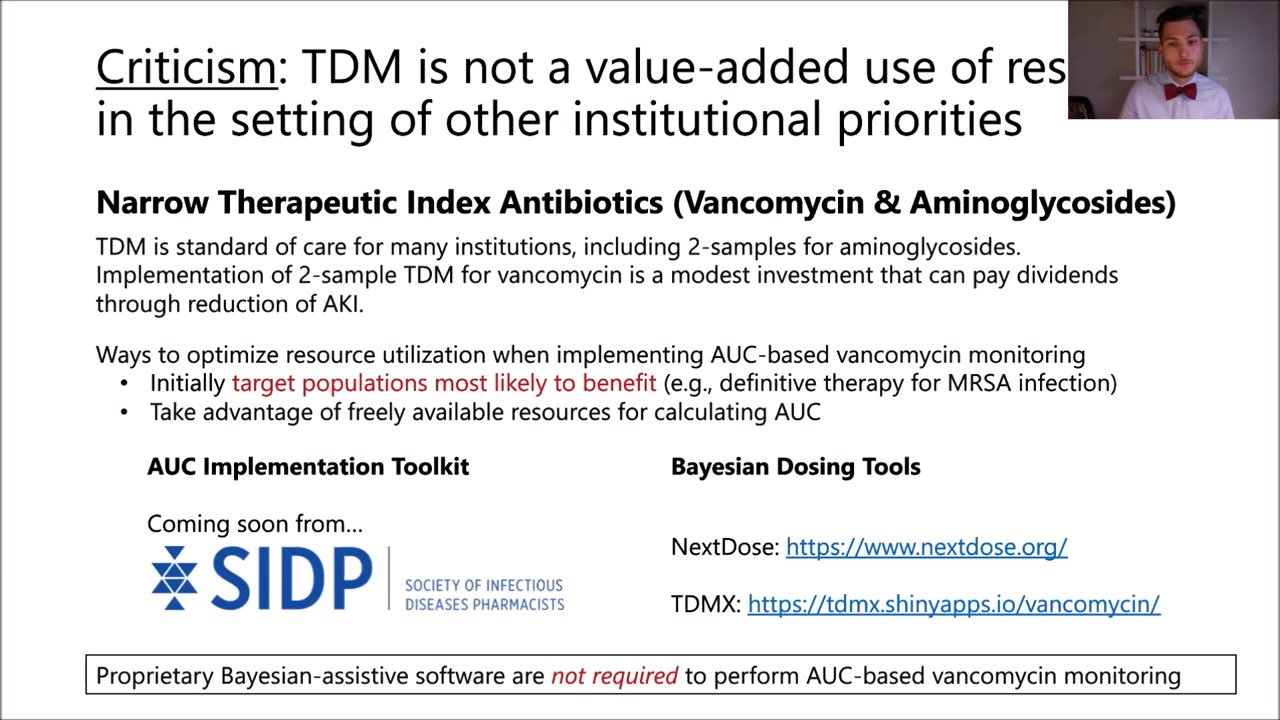 Criticism: TDM is not a value-added use of res
in the setting of other institutional priorities
Narrow Therapeutic Index Antibiotics (Vancomycin & Aminoglycosides)
TDM is standard of care for many institutions, including 2-samples for aminoglycosides.
Implementation of 2-sample TDM for vancomycin is a modest investment that can pay dividends
through reduction of AKI.
Ways to optimize resource utilization when implementing AUC-based vancomycin monitoring
• Initially target populations most likely to benefit (e.g., definitive therapy for MRSA infection)
• Take advantage of freely available resources for calculating AUC
AUC Implementation Toolkit
Coming soon from...
SIDP
SOCIETY OF INFECTIOUS
DISEASES PHARMACISTS
Bayesian Dosing Tools
NextDose: https://www.nextdose.org/
TDMX: https://tdmx.shinyapps.io/vancomycin/
Proprietary Bayesian-assistive software are not required to perform AUC-based vancomycin monitoring